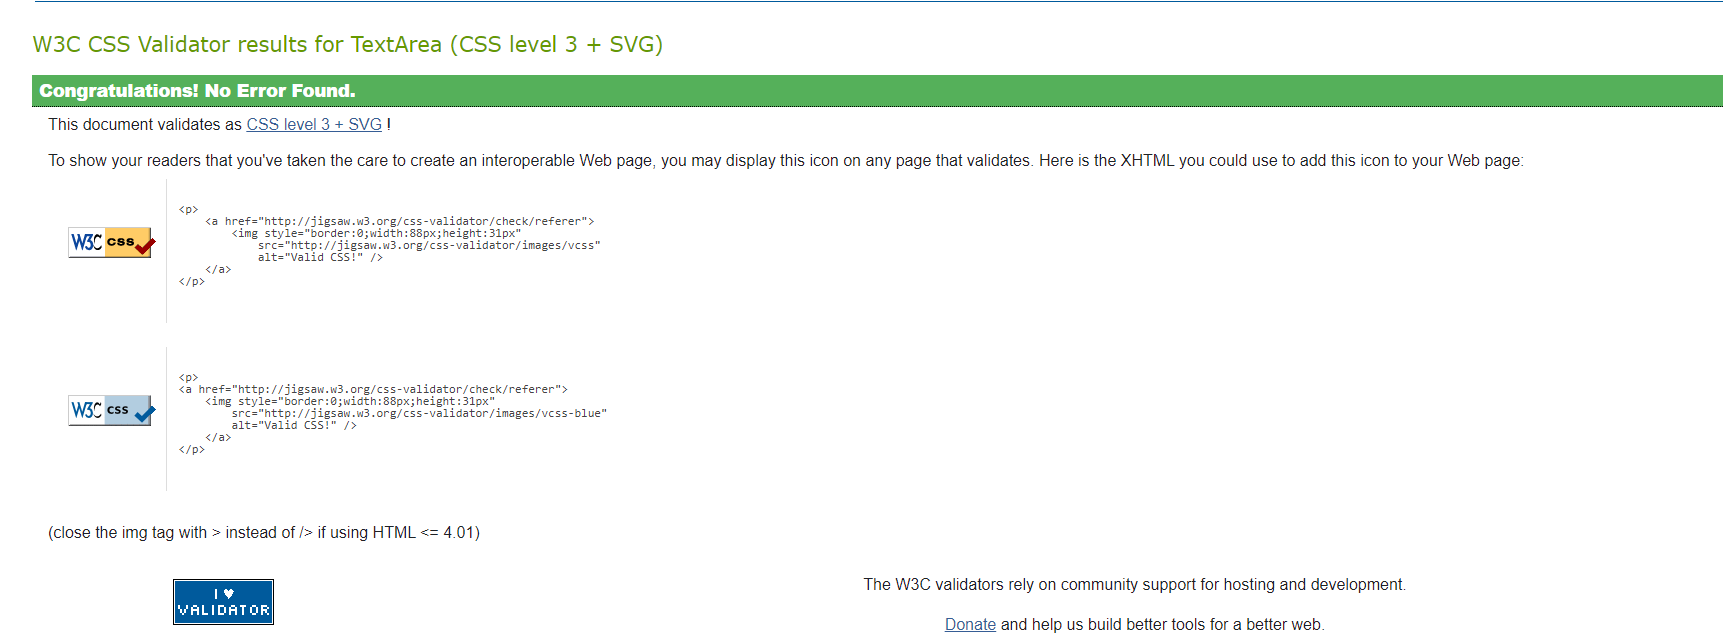 W3C CSS Validator results for TextArea (CSS level 3 + SVG)
Congratulations! No Error Found.
This document validates as CSS level 3 + SVG !
To show your readers that you've taken the care to create an interoperable Web page, you may display this icon on any page that validates. Here is the XHTML you could use to add this icon to your Web page:
W3C css
<p>
    <a href="http://jigsaw.w3.org/css-validator/check/referer">
        <img style="border:0;width:88px;height:31px"
            src="http://jigsaw.w3.org/css-validator/images/vcss"
            alt="Valid CSS!" />
    </a>
</p>
W3C css
<p>
<a href="http://jigsaw.w3.org/css-validator/check/referer">
    <img style="border:0;width:88px;height:31px"
        src="http://jigsaw.w3.org/css-validator/images/vcss-blue"
        alt="Valid CSS!" />
    </a>
</p>
(close the img tag with > instead of /> if using HTML <= 4.01)
I ♥
VALIDATOR
The W3C validators rely on community support for hosting and development.
Donate and help us build better tools for a better web.